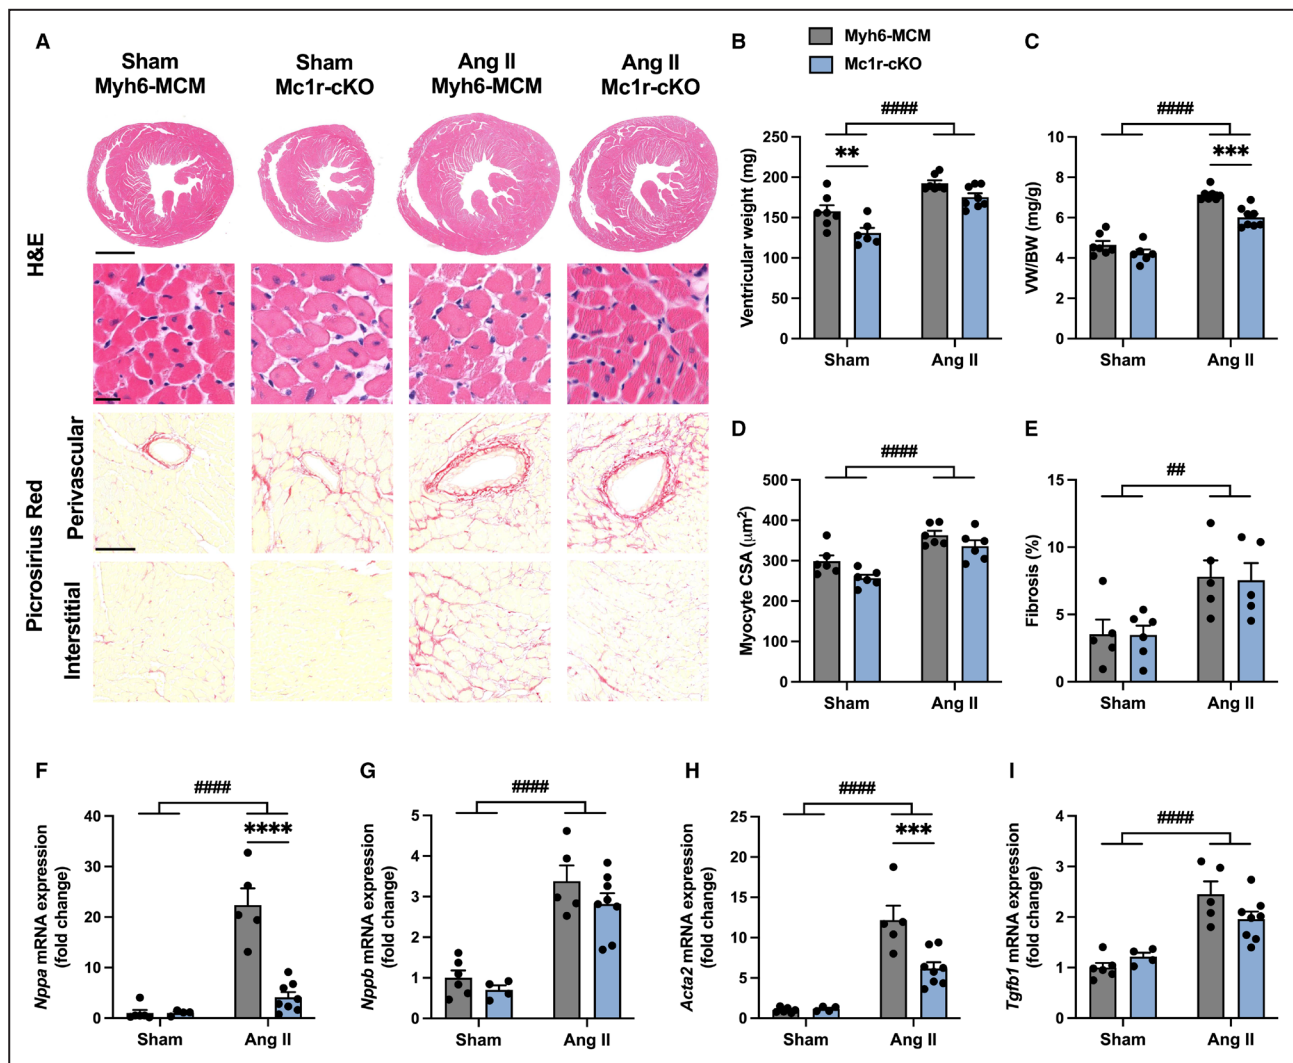 A
Sham
Myh6-MCM
Sham
Mc1r-cKO
Ang II
Myh6-MCM
Ang II
Mc1r-cKO
H&E
Picrosirius Red
Perivascular
Interstitial
B
Myh6-MCM
Mc1r-cKO
####
**
Ventricular weight (mg)
250
200
150
100
50
0
Sham
Ang II
C
####
***
VW/BW (mg/g)
10
8
6
4
2
0
Sham
Ang II
D
####
Myocyte CSA (μm²)
500
400
300
200
100
0
Sham
Ang II
E
##
Fibrosis (%)
15
10
5
0
Sham
Ang II
F
####
****
Nppa mRNA expression
(fold change)
40
30
20
10
0
Sham
Ang II
G
####
Nppb mRNA expression
(fold change)
5
4
3
2
1
0
Sham
Ang II
H
####
***
Acta2 mRNA expression
(fold change)
25
20
15
10
5
0
Sham
Ang II
I
####
Tgfb1 mRNA expression
(fold change)
4
3
2
1
0
Sham
Ang II